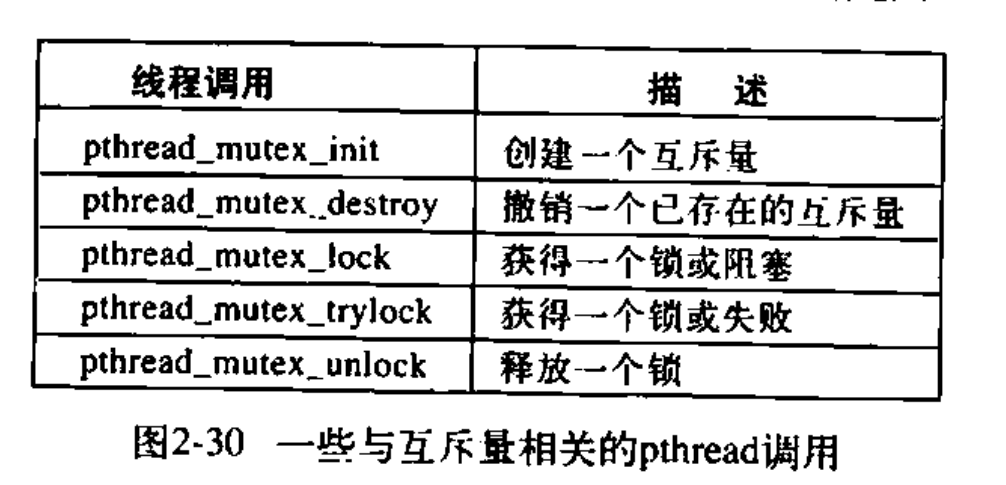 线程调用 描 述
pthread_mutex_init 创建一个互斥量
pthread_mutex_destroy 撤销一个已存在的互斥量
pthread_mutex_lock 获得一个锁或阻塞
pthread_mutex_trylock 获得一个锁或失败
pthread_mutex_unlock 释放一个锁
图2-30 一些与互斥量相关的pthread调用